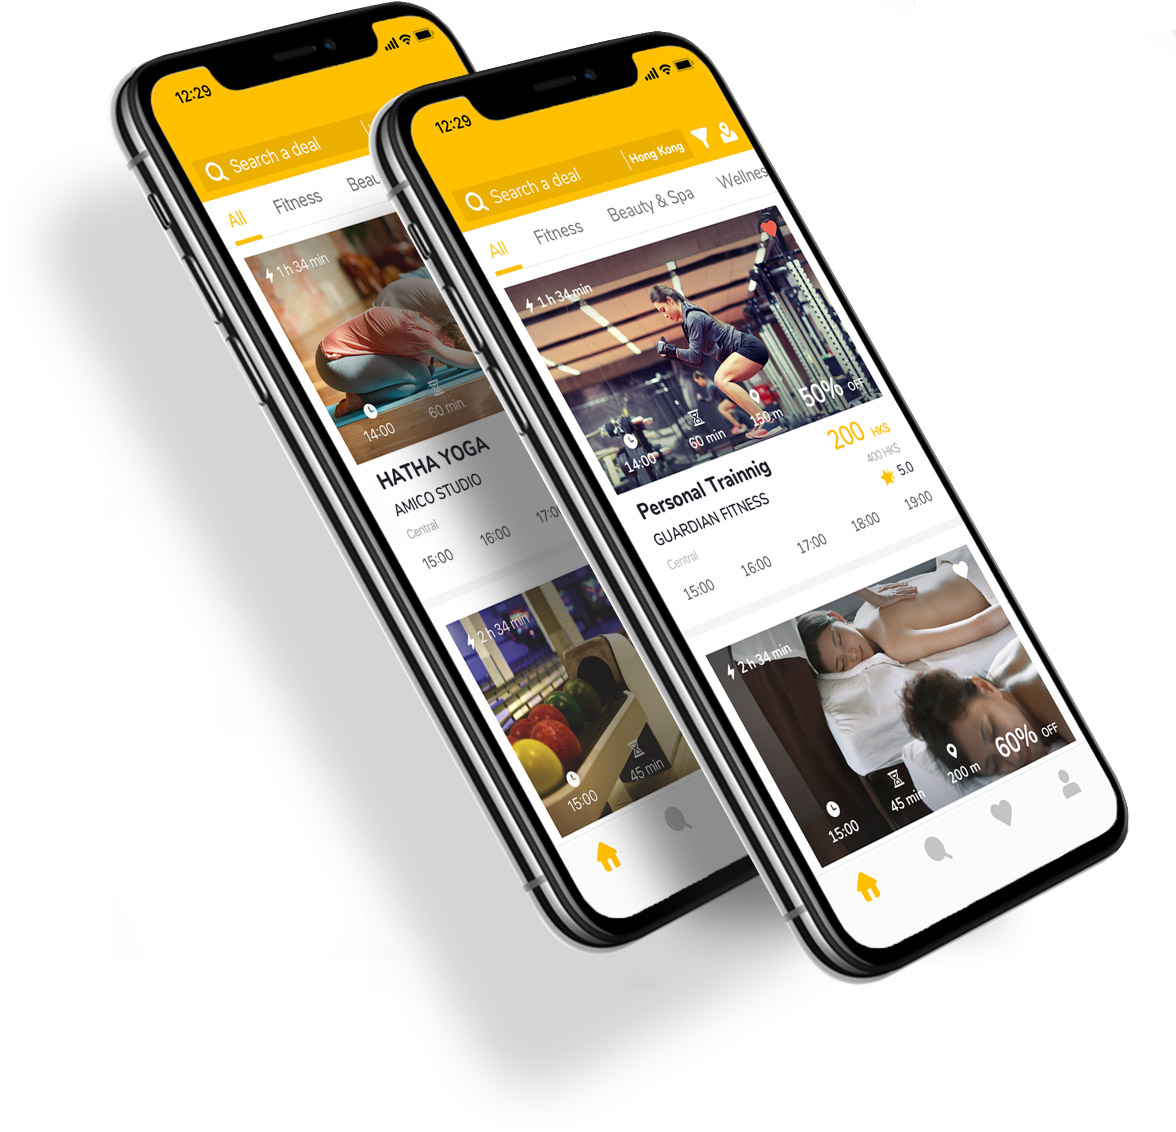 12:29
Search a deal
All Fitness Beau
1 h 34 min
14:00 60 min
HATHA YOGA
AMICO STUDIO
Central
15:00 16:00 17:0
2 h 34 min
15:00 45 min
12:29
Search a deal Hong Kong
All Fitness Beauty & Spa Wellnes
1 h 34 min
14:00 60 min 150 m 50% OFF
Personal Trainnig 200 HK$
400 HK$
GUARDIAN FITNESS 5.0
Central
15:00 16:00 17:00 18:00 19:00
2 h 34 min
15:00 45 min 200 m 60% OFF